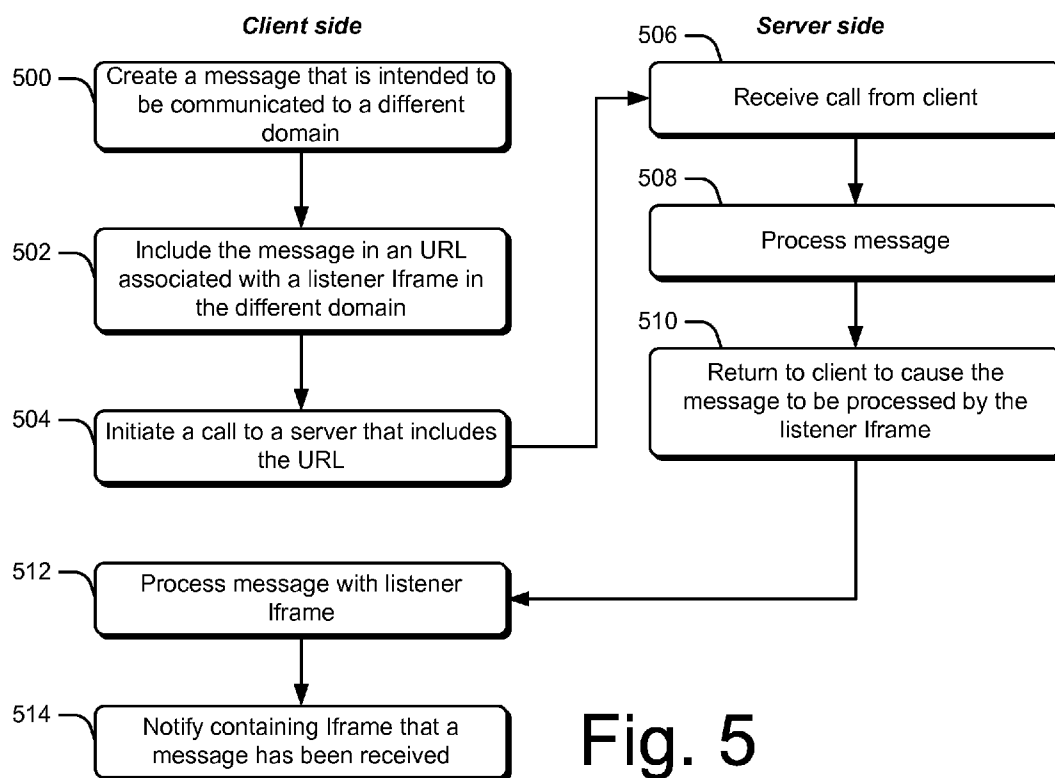 Client side
500
Create a message that is intended to
be communicated to a different
domain
502
Include the message in an URL
associated with a listener Iframe in
the different domain
504
Initiate a call to a server that includes
the URL
Server side
506
Receive call from client
508
Process message
510
Return to client to cause the
message to be processed by the
listener Iframe
512
Process message with listener
Iframe
514
Notify containing Iframe that a
message has been received
Fig. 5